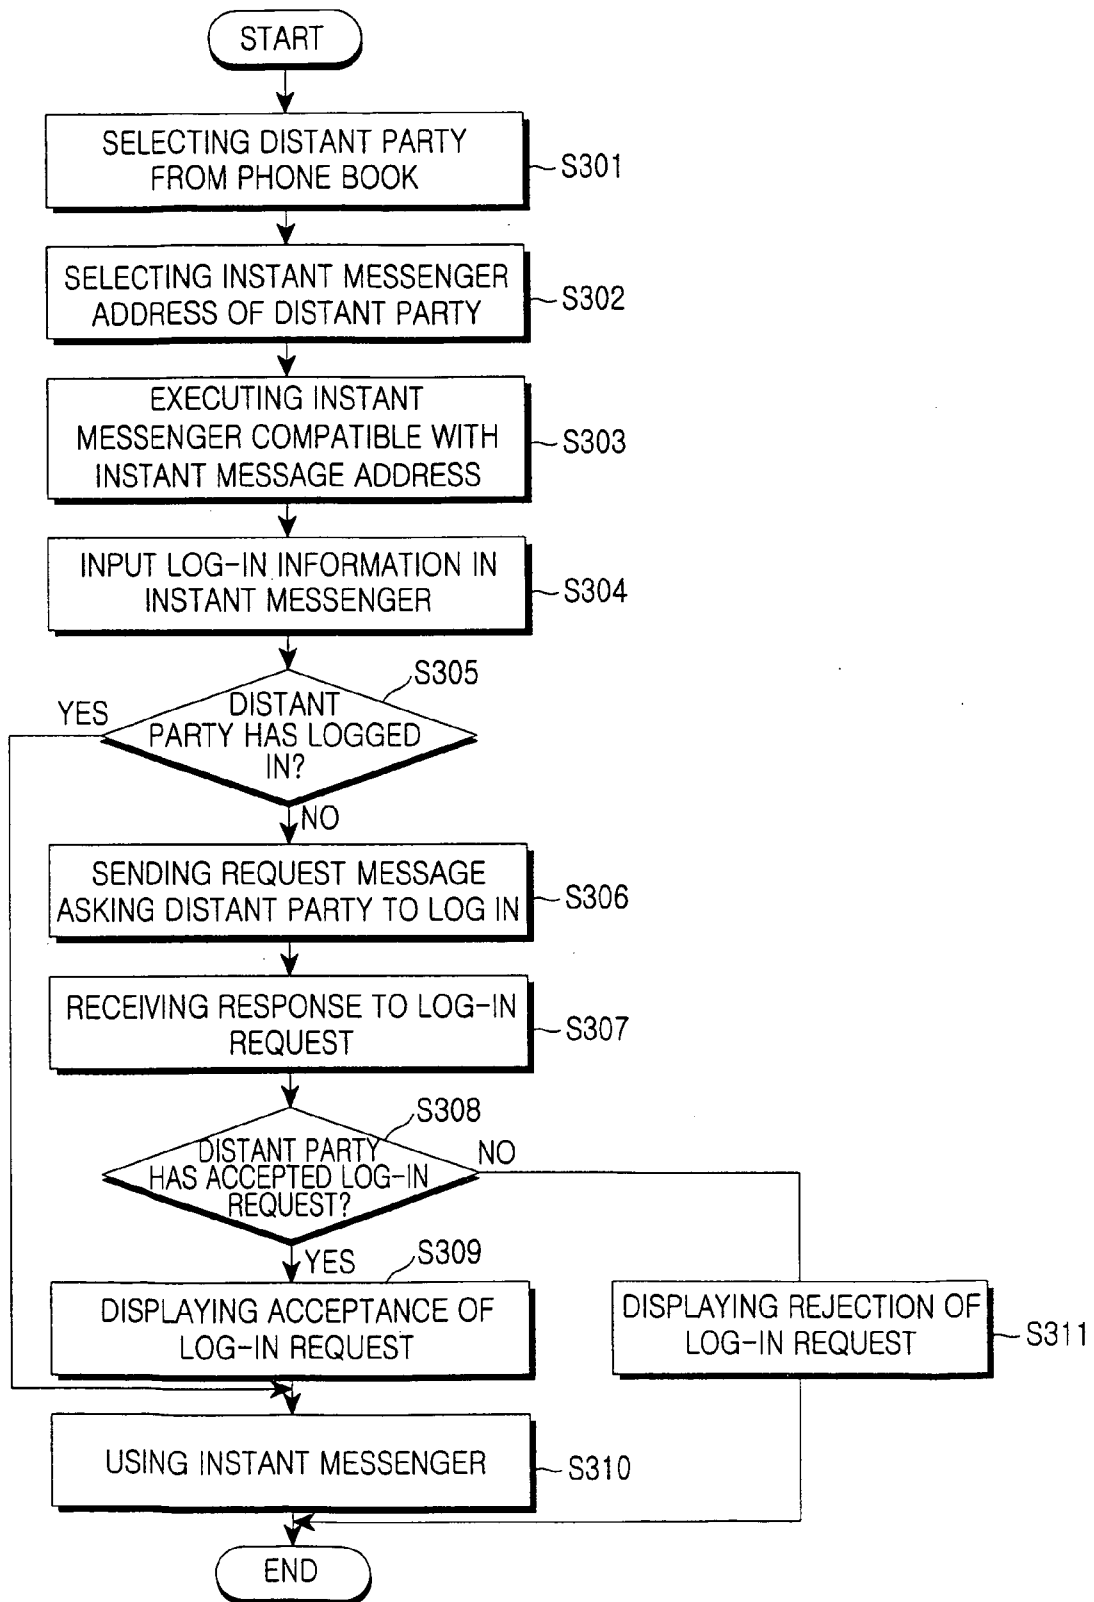 START
SELECTING DISTANT PARTY
FROM PHONE BOOK
S301
SELECTING INSTANT MESSENGER
ADDRESS OF DISTANT PARTY
S302
EXECUTING INSTANT
MESSENGER COMPATIBLE WITH
INSTANT MESSAGE ADDRESS
S303
INPUT LOG-IN INFORMATION IN
INSTANT MESSENGER
S304
S305
YES
DISTANT
PARTY HAS LOGGED
IN?
NO
SENDING REQUEST MESSAGE
ASKING DISTANT PARTY TO LOG IN
S306
RECEIVING RESPONSE TO LOG-IN
REQUEST
S307
S308
DISTANT PARTY
HAS ACCEPTED LOG-IN
REQUEST?
NO
YES
S309
DISPLAYING ACCEPTANCE OF
LOG-IN REQUEST
DISPLAYING REJECTION OF
LOG-IN REQUEST
S311
USING INSTANT MESSENGER
S310
END